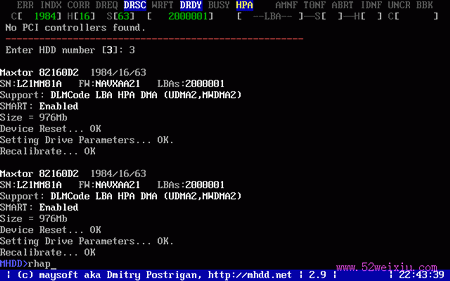 ERR INDX CORR DREQ DRSC WRFT DRDY BUSY HPA AMNF TONF ABRT IDNF UNCR BBK
C[ 1984] H[16] S[63] [ 2000001] [ --LBA-- ]--S[ ]--H[ ]--C[ ]
No PCI controllers found.
Enter HDD number [3]: 3
Maxtor 82160D2 1984/16/63
SN:L21MM81A FW:NAVXAA21 LBAs:2000001
Support: DLMCode LBA HPA DMA (UDMA2,MWDMA2)
SMART: Enabled
Size = 976Mb
Device Reset... OK
Setting Drive Parameters... OK.
Recalibrate... OK
Maxtor 82160D2 1984/16/63
SN:L21MM81A FW:NAVXAA21 LBAs:2000001
Support: DLMCode LBA HPA DMA (UDMA2,MWDMA2)
SMART: Enabled
Size = 976Mb
Device Reset... OK
Setting Drive Parameters... OK.
Recalibrate... OK
MHDD>rhap_
www.52weixiu.com
| (c) maysoft aka Dmitry Postrigan, http://mhdd.net | 2.9 | | 22:43:39